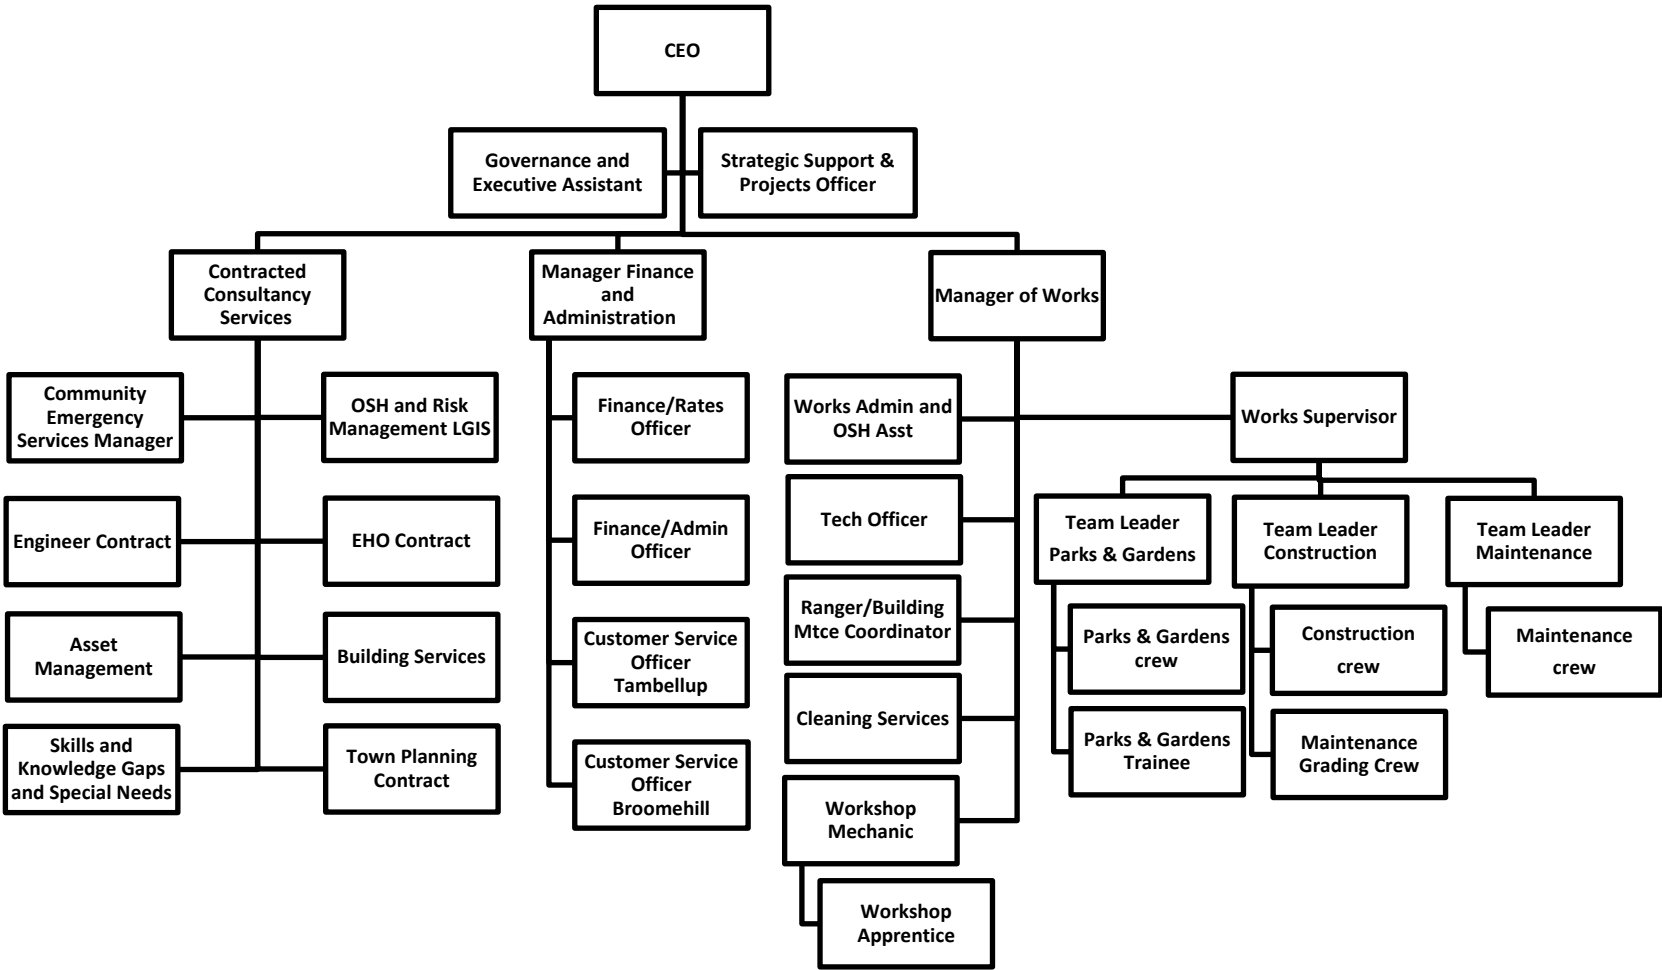 CEO
Governance and
Executive Assistant
Strategic Support &
Projects Officer
Contracted
Consultancy
Services
Manager Finance
and
Administration
Manager of Works
Community
Emergency
Services Manager
OSH and Risk
Management LGIS
Engineer Contract
EHO Contract
Asset
Management
Building Services
Skills and
Knowledge Gaps
and Special Needs
Town Planning
Contract
Finance/Rates
Officer
Finance/Admin
Officer
Customer Service
Officer
Tambellup
Customer Service
Officer
Broomehill
Works Admin and
OSH Asst
Tech Officer
Ranger/Building
Mtce Coordinator
Cleaning Services
Workshop
Mechanic
Workshop
Apprentice
Works Supervisor
Team Leader
Parks & Gardens
Parks & Gardens
crew
Parks & Gardens
Trainee
Team Leader
Construction
Construction
crew
Maintenance
Grading Crew
Team Leader
Maintenance
Maintenance
crew